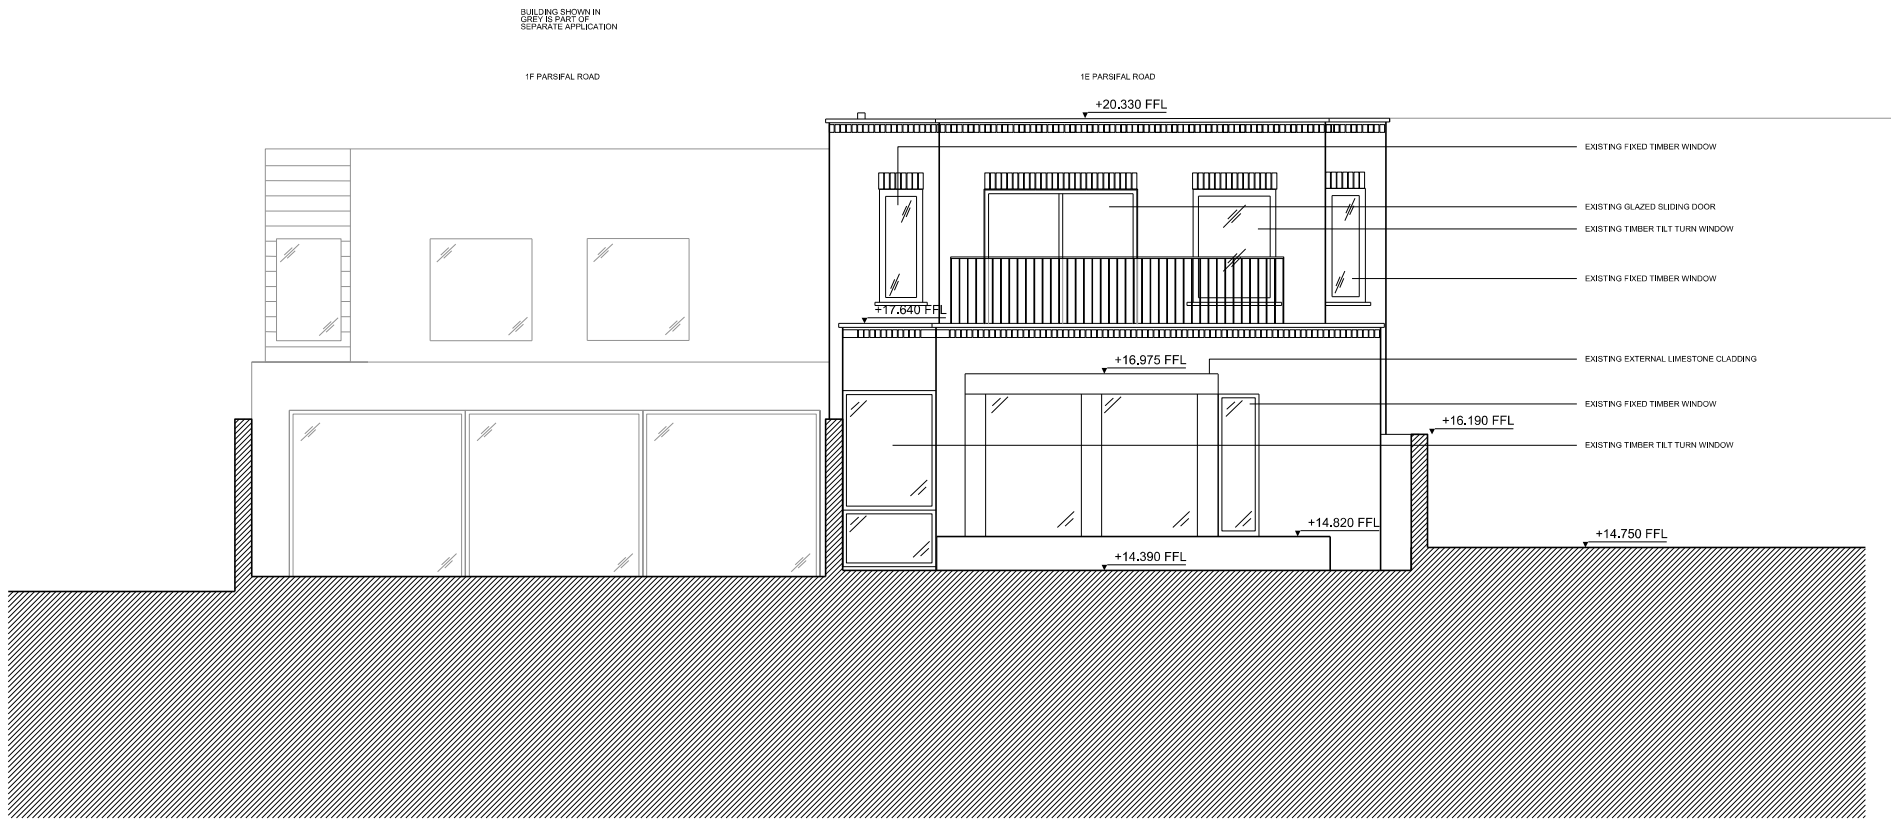 BUILDING SHOWN IN
GREY IS PART OF
SEPARATE APPLICATION
1F PARSIFAL ROAD
1E PARSIFAL ROAD
+20.330 FFL
EXISTING FIXED TIMBER WINDOW
EXISTING GLAZED SLIDING DOOR
EXISTING TIMBER TILT TURN WINDOW
EXISTING FIXED TIMBER WINDOW
+17.640 FFL
+16.975 FFL
EXISTING EXTERNAL LIMESTONE CLADDING
EXISTING FIXED TIMBER WINDOW
+16.190 FFL
EXISTING TIMBER TILT TURN WINDOW
+14.820 FFL
+14.750 FFL
+14.390 FFL